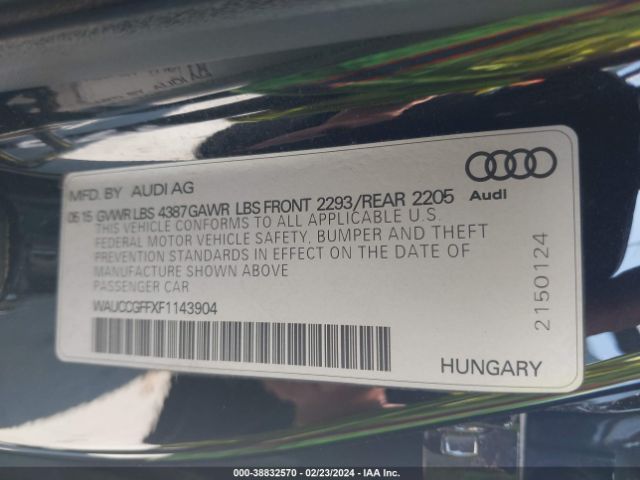 MFD. BY AUDI AG
Audi
05 15 GVWR LBS 4387 GAWR LBS FRONT 2293/REAR 2205
THIS VEHICLE CONFORMS TO ALL APPLICABLE U.S.
FEDERAL MOTOR VEHICLE SAFETY, BUMPER AND THEFT
PREVENTION STANDARDS IN EFFECT ON THE DATE OF
MANUFACTURE SHOWN ABOVE
PASSENGER CAR
WAUCCGFFXF1143904
2150124
HUNGARY
000-38832570 - 02/23/2024 - IAA Inc.